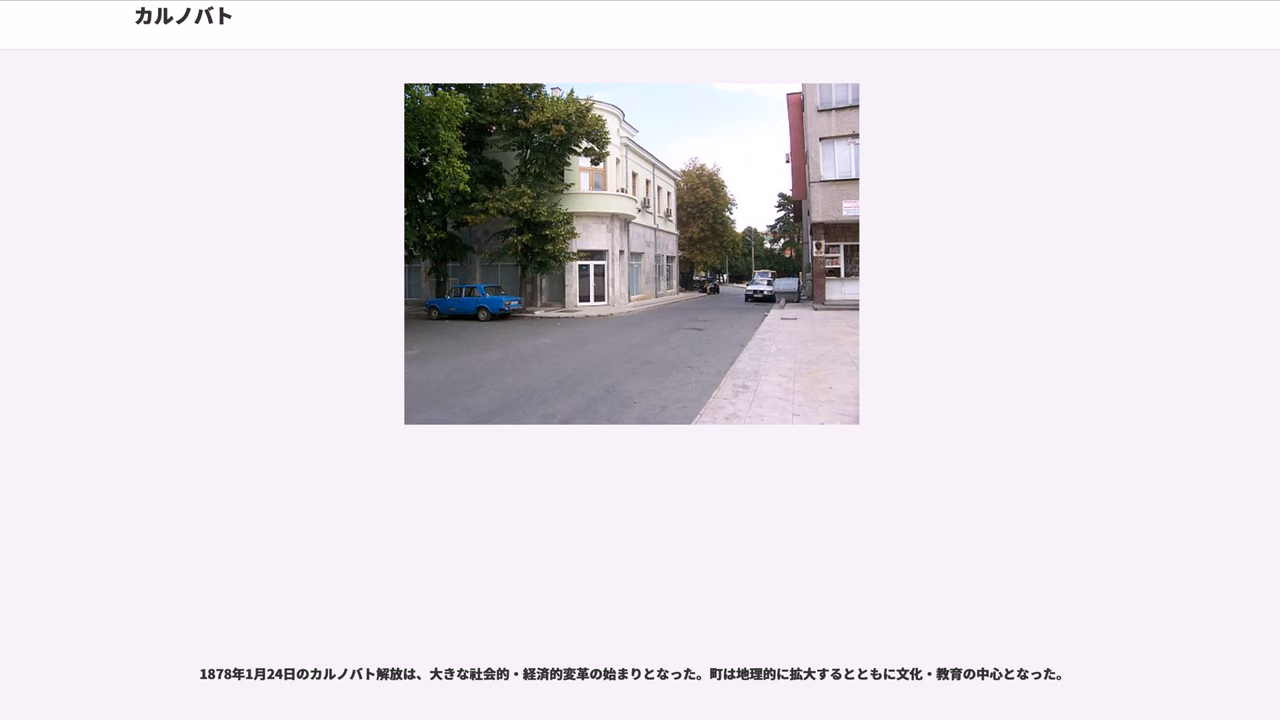 カルノバト
1878年1月24日のカルノバト解放は、大きな社会的・経済的変革の始まりとなった。町は地理的に拡大するとともに文化・教育の中心となった。